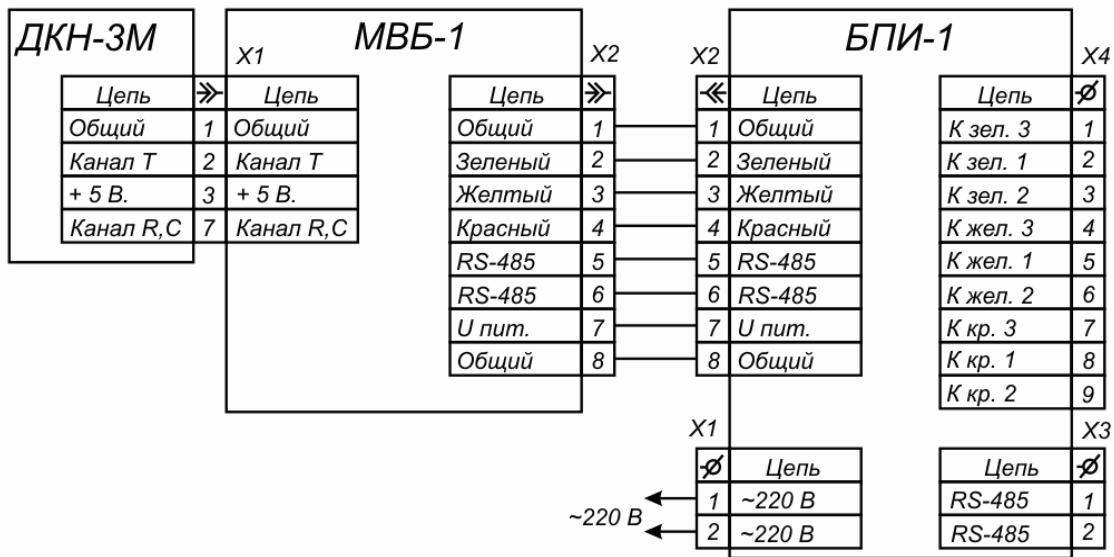 ДКН-3М МВБ-1 БПИ-1
X1 X2 X2 X4
Цепь Цепь Цепь Цепь Цепь
Общий 1 Общий Общий 1 1 Общий К зел. 3 1
Канал Т 2 Канал Т Зеленый 2 2 Зеленый К зел. 1 2
+ 5 В. 3 + 5 В. Желтый 3 3 Желтый К зел. 2 3
Канал R,C 7 Канал R,C Красный 4 4 Красный К жел. 3 4
RS-485 5 5 RS-485 К жел. 1 5
RS-485 6 6 RS-485 К жел. 2 6
U пит. 7 7 U пит. К кр. 3 7
Общий 8 8 Общий К кр. 1 8
К кр. 2 9
X1 X3
Цепь Цепь
1 ~220 В RS-485 1
~220 В
2 ~220 В RS-485 2